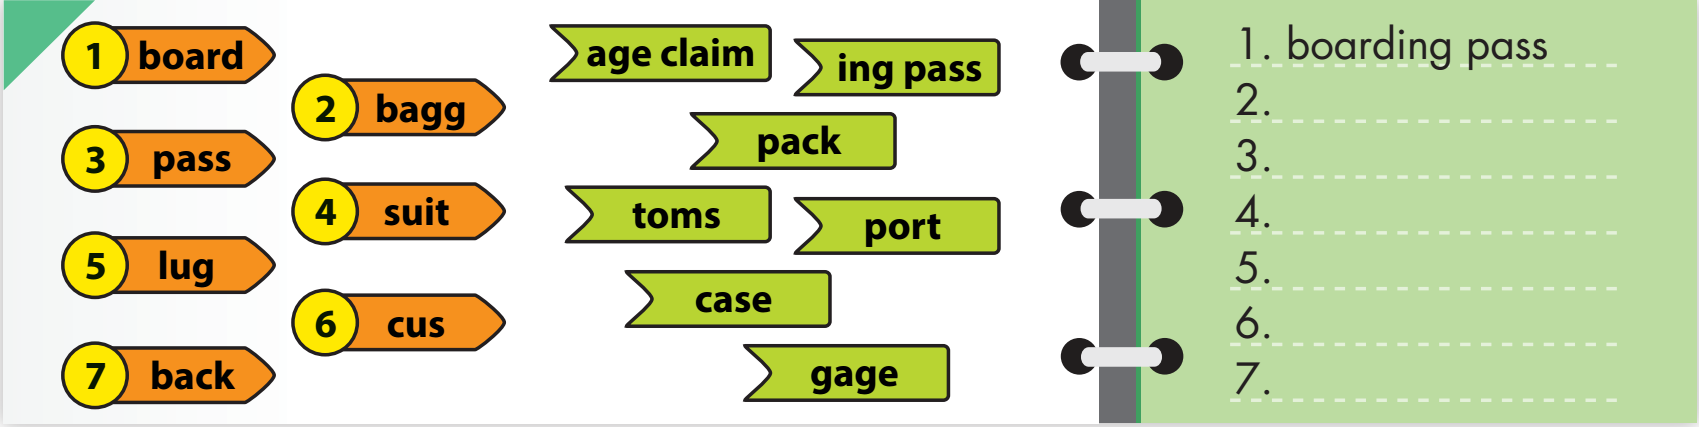 1 board
2 bagg
3 pass
4 suit
5 lug
6 cus
7 back
age claim
ing pass
pack
toms
port
case
gage
1. boarding pass
2.
3.
4.
5.
6.
7.